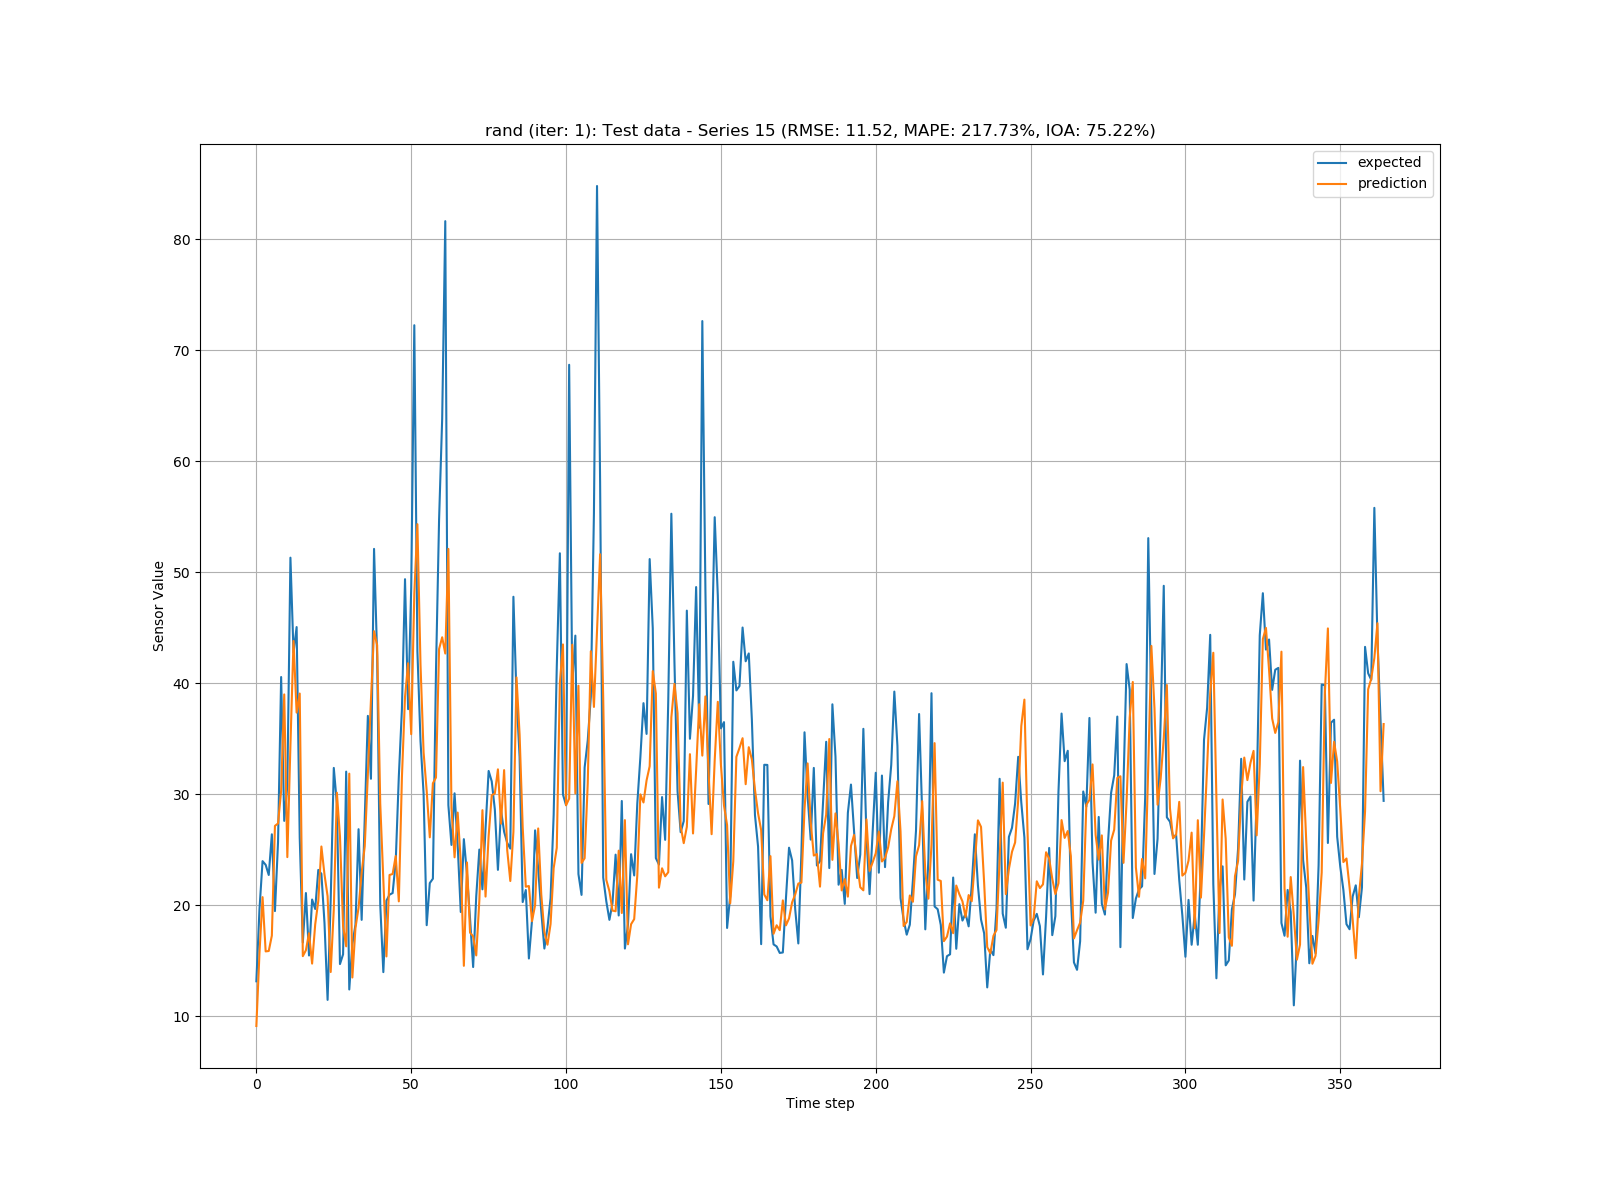 rand (iter: 1): Test data - Series 15 (RMSE: 11.52, MAPE: 217.73%, IOA: 75.22%)
expected
prediction
80
70
60
50
40
30
20
10
Sensor Value
0 50 100 150 200 250 300 350
Time step